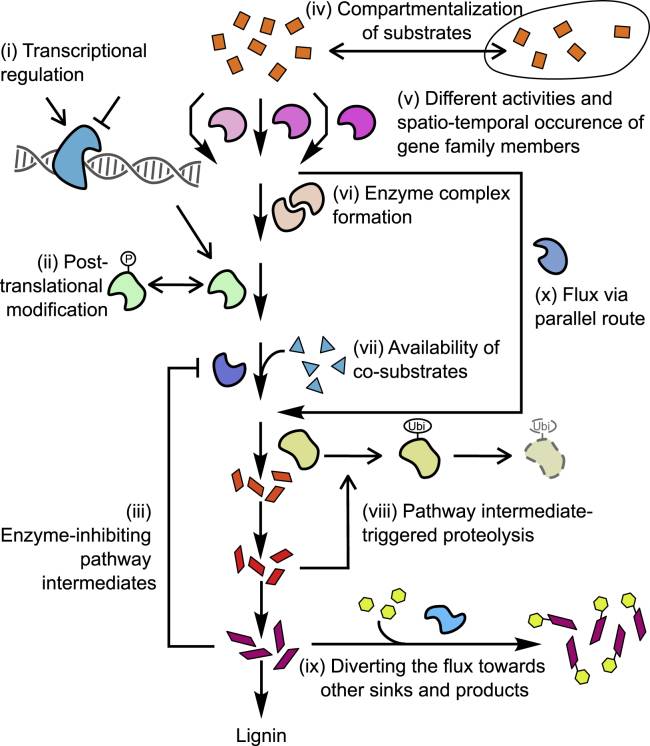 (iv) Compartmentalization
of substrates
(i) Transcriptional
regulation
(v) Different activities and
spatio-temporal occurence of
gene family members
(vi) Enzyme complex
formation
P
(ii) Post-
translational
modification
(x) Flux via
parallel route
(vii) Availability of
co-substrates
Ubi
Ubi
(iii)
Enzyme-inhibiting
pathway
intermediates
(viii) Pathway intermediate-
triggered proteolysis
(ix) Diverting the flux towards
other sinks and products
Lignin